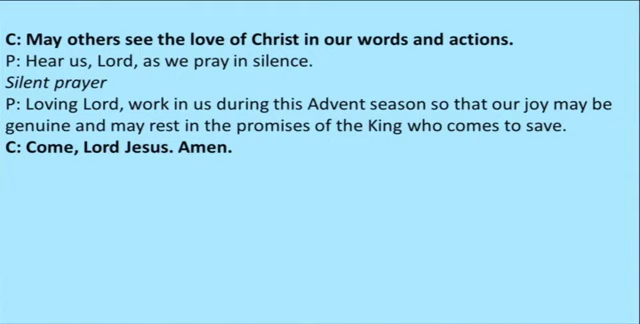 C: May others see the love of Christ in our words and actions.
P: Hear us, Lord, as we pray in silence.
Silent prayer
P: Loving Lord, work in us during this Advent season so that our joy may be
genuine and may rest in the promises of the King who comes to save.
C: Come, Lord Jesus. Amen.